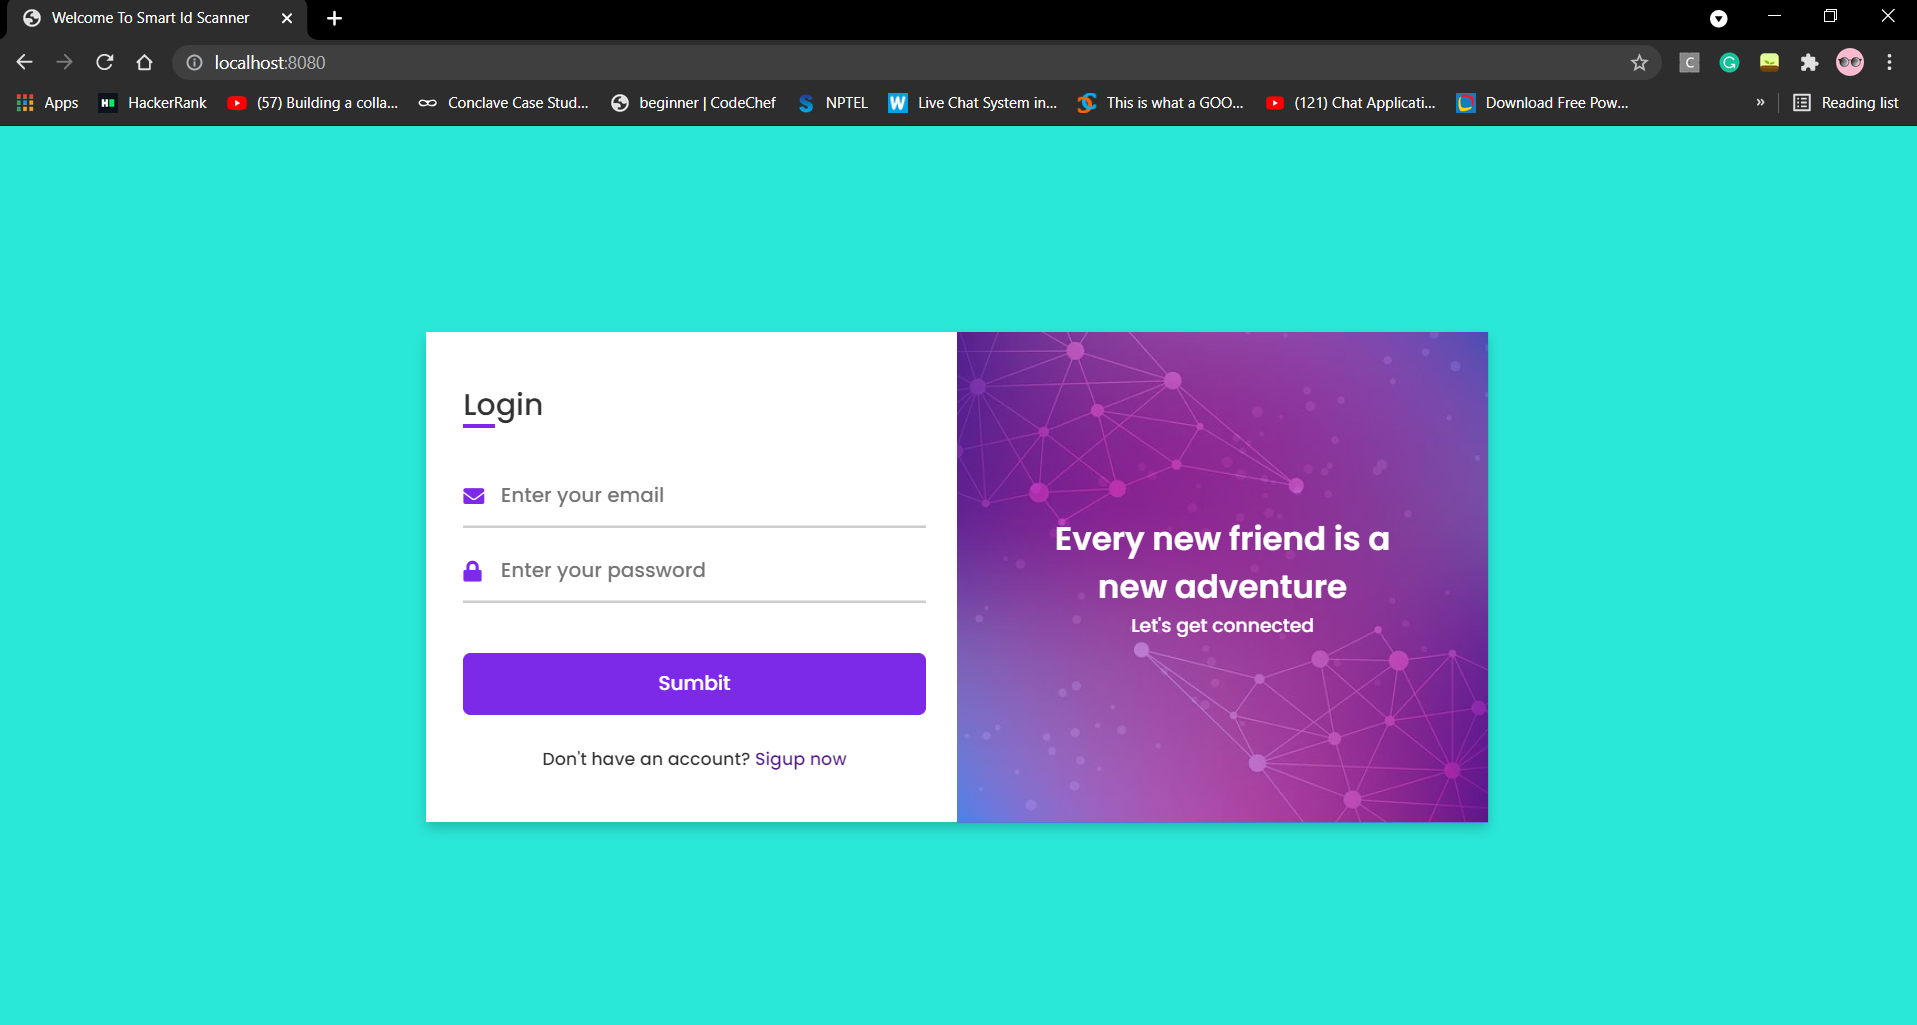 Welcome To Smart Id Scanner
localhost:8080
Apps
HackerRank
(57) Building a colla...
Conclave Case Stud...
beginner | CodeChef
NPTEL
Live Chat System in...
This is what a GOO...
(121) Chat Applicati...
Download Free Pow...
»
Reading list
Login
Enter your email
Enter your password
Sumbit
Don't have an account? Sigup now
Every new friend is a
new adventure
Let's get connected